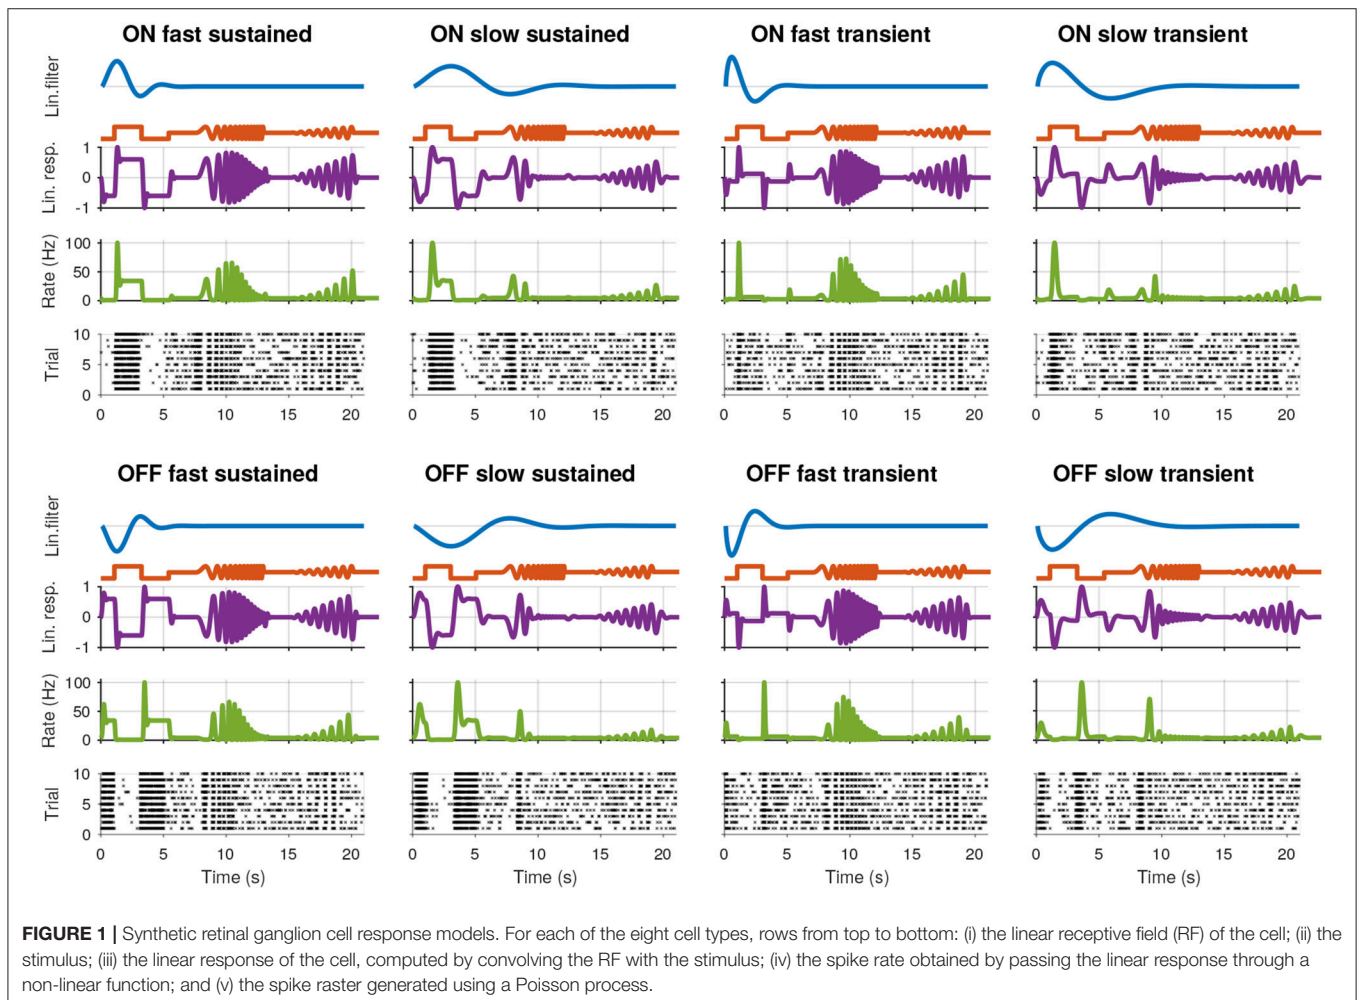 ON fast sustained ON slow sustained ON fast transient ON slow transient
Lin.filter
Lin. resp.
1
0
-1
Rate (Hz)
100
50
0
Trial
10
5
0
0 5 10 15 20 0 5 10 15 20 0 5 10 15 20 0 5 10 15 20
OFF fast sustained OFF slow sustained OFF fast transient OFF slow transient
Lin.filter
Lin. resp.
1
0
-1
Rate (Hz)
100
50
0
Trial
10
5
0
0 5 10 15 20 0 5 10 15 20 0 5 10 15 20 0 5 10 15 20
Time (s) Time (s) Time (s) Time (s)
FIGURE 1 | Synthetic retinal ganglion cell response models. For each of the eight cell types, rows from top to bottom: (i) the linear receptive field (RF) of the cell; (ii) the
stimulus; (iii) the linear response of the cell, computed by convolving the RF with the stimulus; (iv) the spike rate obtained by passing the linear response through a
non-linear function; and (v) the spike raster generated using a Poisson process.